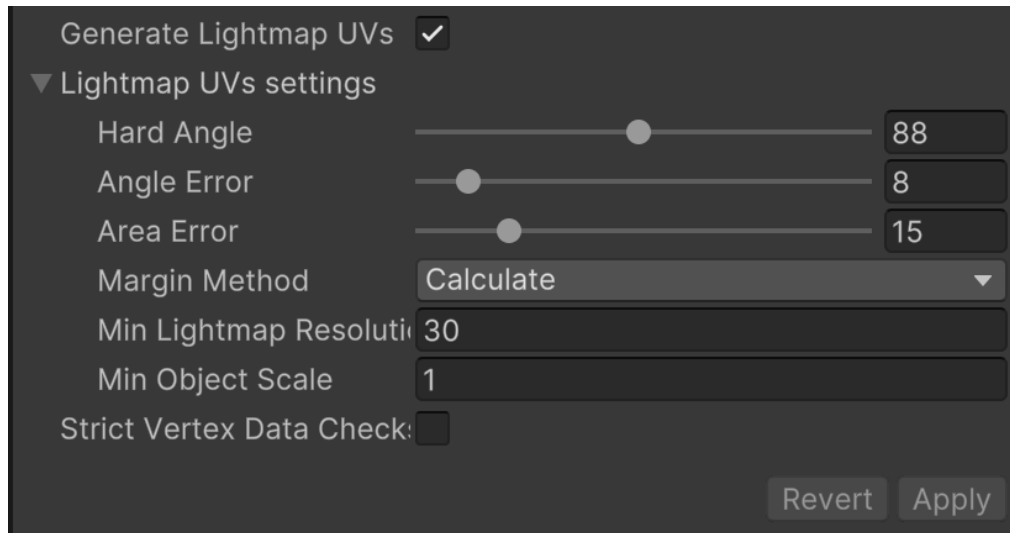 Generate Lightmap UVs
Lightmap UVs settings
Hard Angle 88
Angle Error 8
Area Error 15
Margin Method Calculate
Min Lightmap Resoluti 30
Min Object Scale 1
Strict Vertex Data Check
Revert Apply